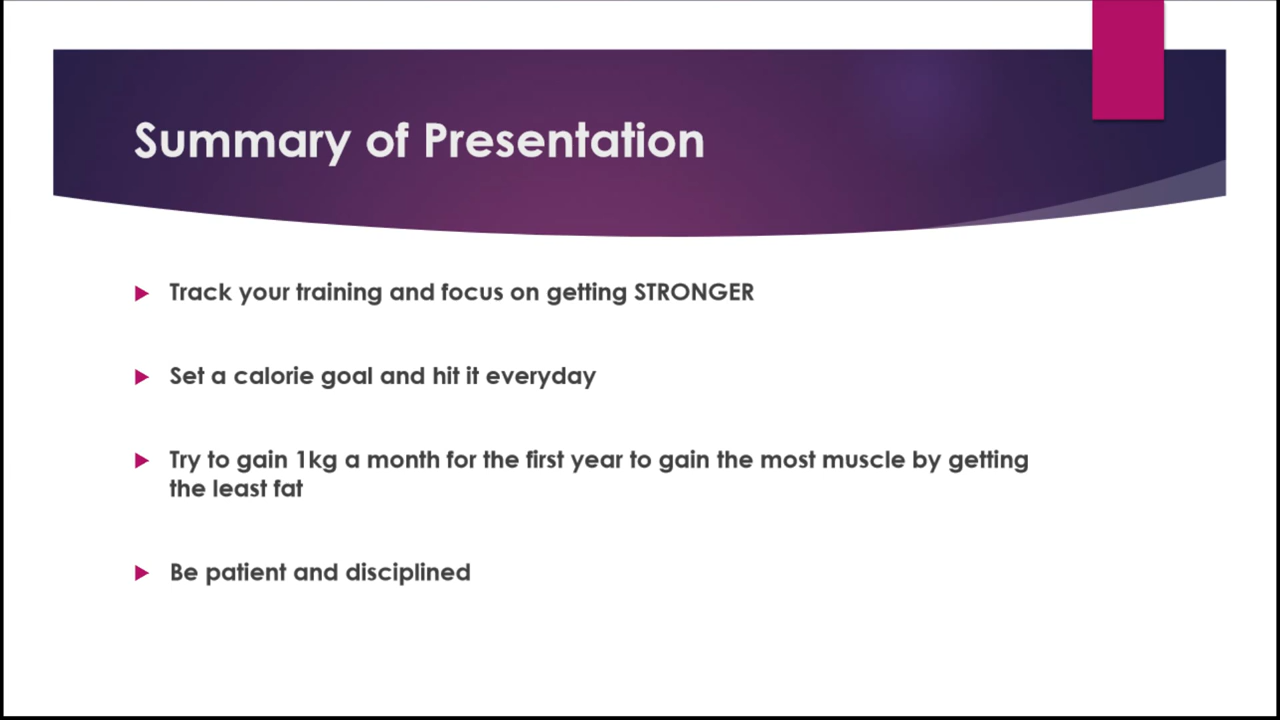 Summary of Presentation
Track your training and focus on getting STRONGER
Set a calorie goal and hit it everyday
Try to gain 1kg a month for the first year to gain the most muscle by getting
the least fat
Be patient and disciplined